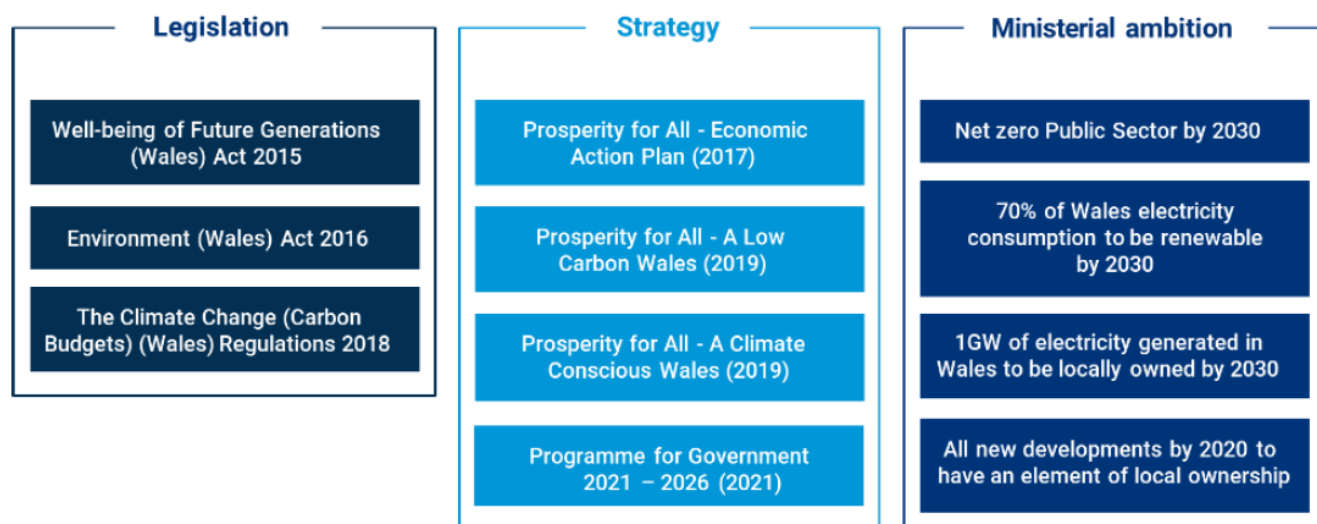 Legislation
Well-being of Future Generations
(Wales) Act 2015
Environment (Wales) Act 2016
The Climate Change (Carbon
Budgets) (Wales) Regulations 2018
Strategy
Prosperity for All - Economic
Action Plan (2017)
Prosperity for All - A Low
Carbon Wales (2019)
Prosperity for All - A Climate
Conscious Wales (2019)
Programme for Government
2021 – 2026 (2021)
Ministerial ambition
Net zero Public Sector by 2030
70% of Wales electricity
consumption to be renewable
by 2030
1GW of electricity generated in
Wales to be locally owned by 2030
All new developments by 2020 to
have an element of local ownership